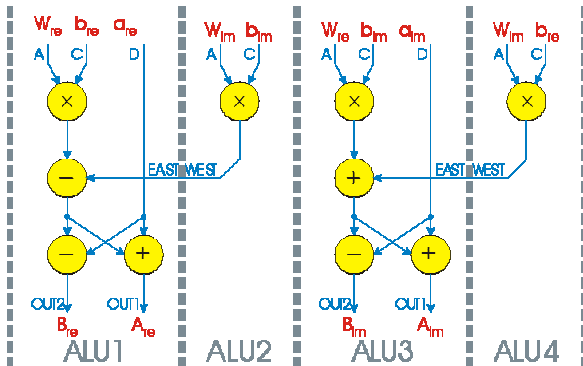 W_re b_re a_re W_Im b_Im W_re b_Im a_Im W_Im b_re
A C D A C A C D A C
× × × ×
− EAST WEST + EAST WEST
− + − +
OUT2 OUT1 OUT2 OUT1
B_re A_re B_Im A_Im
ALU1 ALU2 ALU3 ALU4